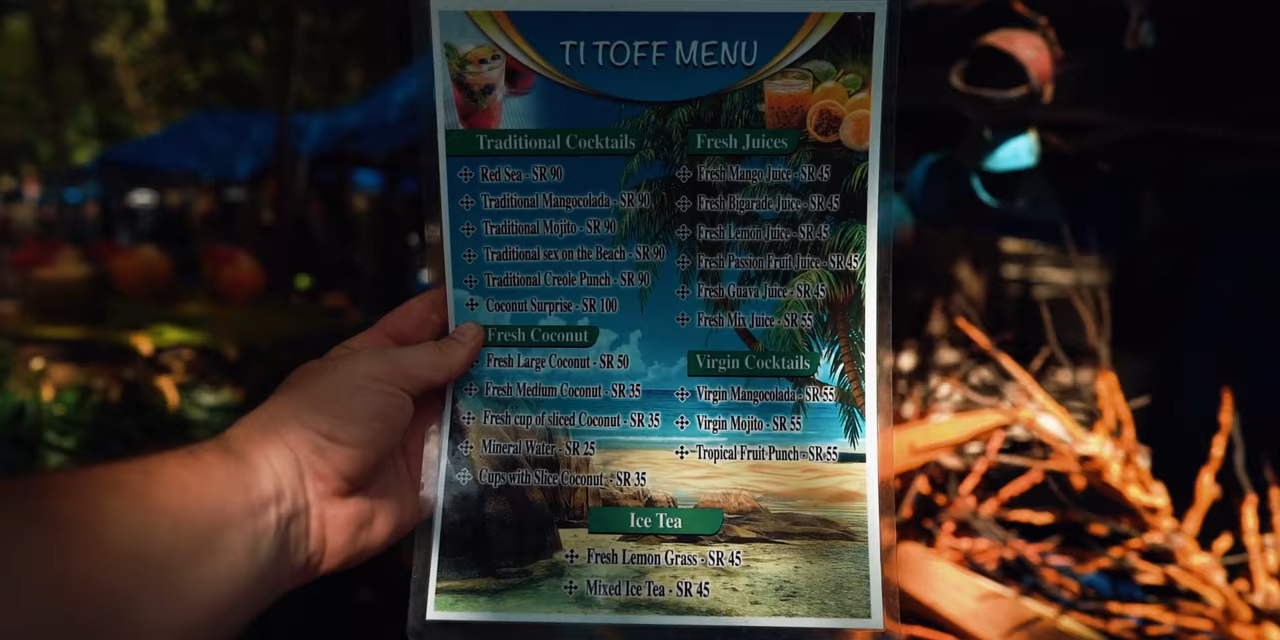 TI TOFF MENU
Traditional Cocktails
Red Sea - SR 90
Traditional Mangocolada - SR 90
Traditional Mojito - SR 90
Traditional sex on the Beach - SR 90
Traditional Creole Punch - SR 90
Coconut Surprise - SR 100
Fresh Coconut
Fresh Large Coconut - SR 50
Fresh Medium Coconut - SR 35
Fresh cup of sliced Coconut - SR 35
Mineral Water - SR 25
Cups with Slice Coconut - SR 35
Fresh Juices
Fresh Mango Juice - SR 45
Fresh Bigarade Juice - SR 45
Fresh Lemon Juice - SR 45
Fresh Passion Fruit Juice - SR 45
Fresh Guava Juice - SR 45
Fresh Mix Juice - SR 55
Virgin Cocktails
Virgin Mangocolada - SR 55
Virgin Mojito - SR 55
Tropical Fruit Punch - SR 55
Ice Tea
Fresh Lemon Grass - SR 45
Mixed Ice Tea - SR 45